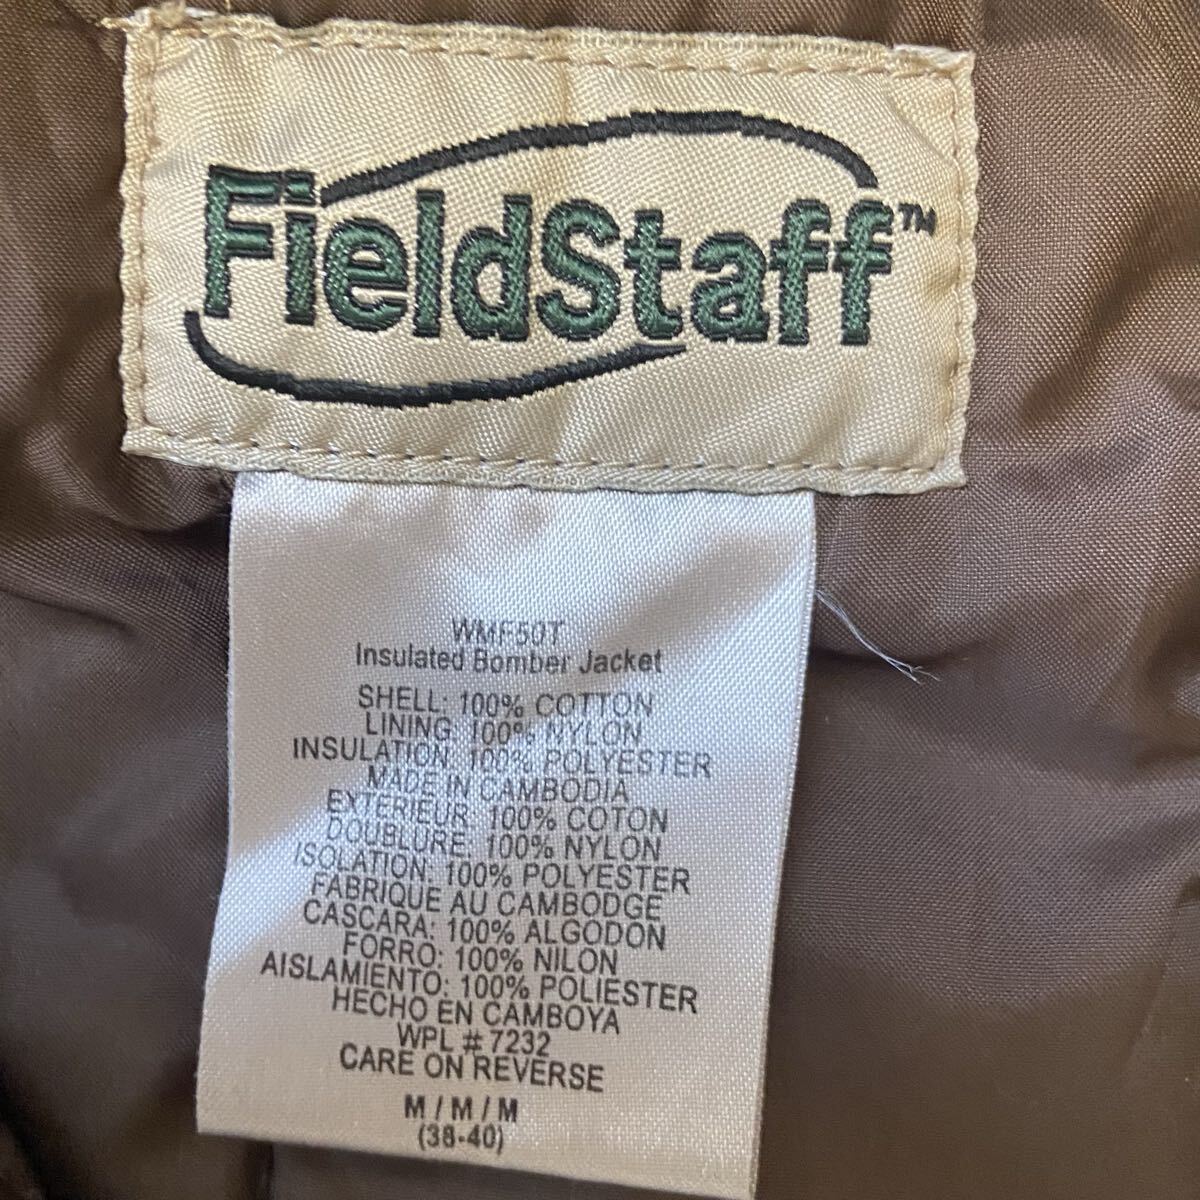 FieldStaff™
WMF50T
Insulated Bomber Jacket
SHELL: 100% COTTON
LINING: 100% NYLON
INSULATION: 100% POLYESTER
MADE IN CAMBODIA
EXTERIEUR: 100% COTON
DOUBLURE: 100% NYLON
ISOLATION: 100% POLYESTER
FABRIQUE AU CAMBODGE
CASCARA: 100% ALGODON
FORRO: 100% NILON
AISLAMIENTO: 100% POLIESTER
HECHO EN CAMBOYA
WPL # 7232
CARE ON REVERSE
M / M / M
(38-40)